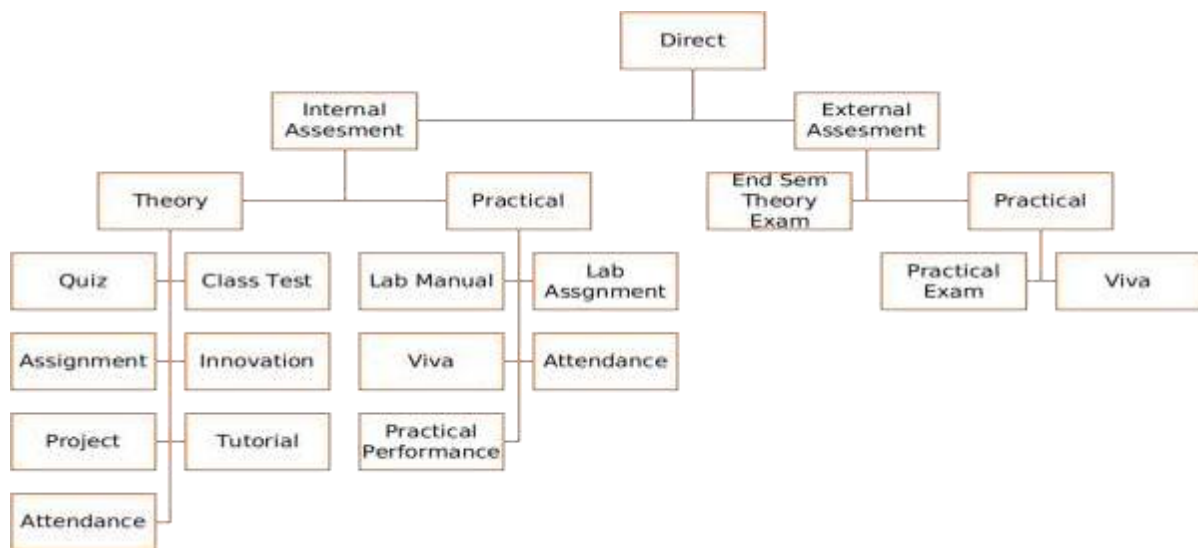 Direct
Internal
Assesment
External
Assesment
Theory
Practical
End Sem
Theory
Exam
Practical
Quiz
Class Test
Lab Manual
Lab
Assgnment
Practical
Exam
Viva
Assignment
Innovation
Viva
Attendance
Project
Tutorial
Practical
Performance
Attendance